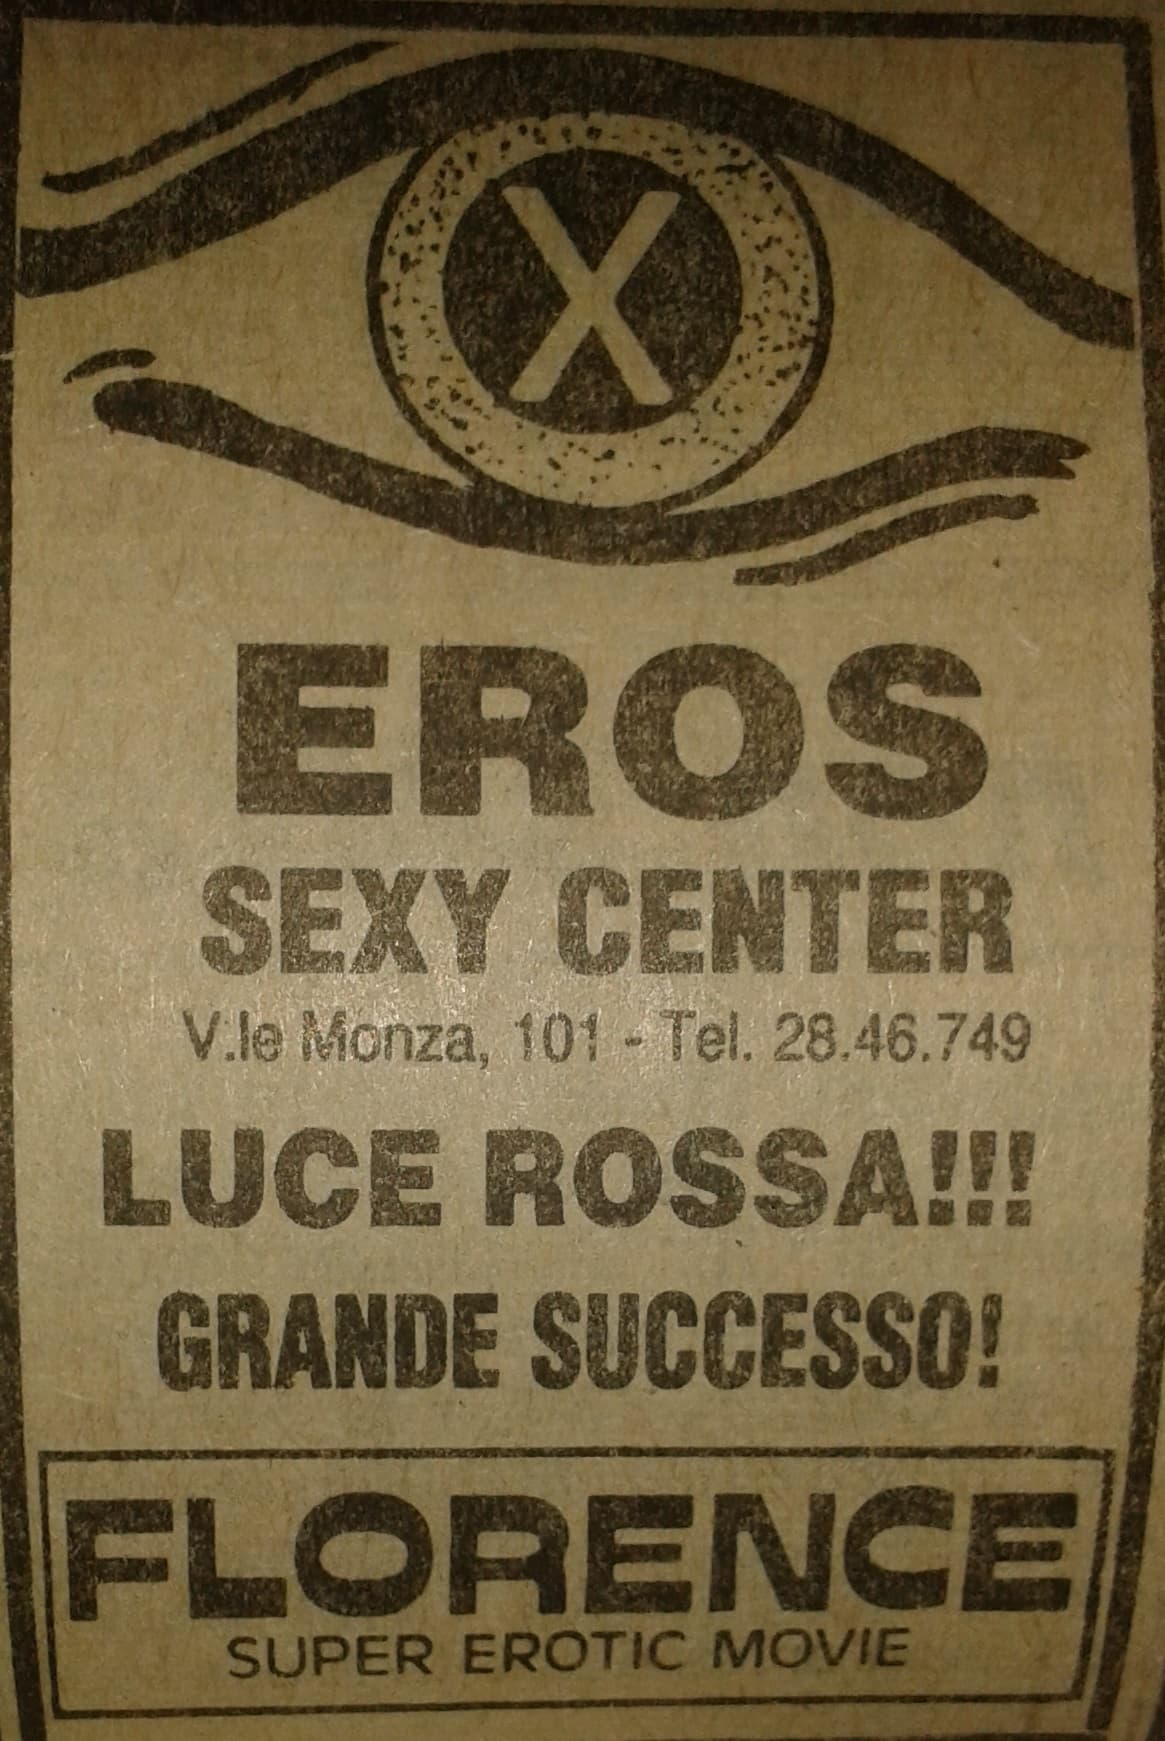 X
EROS
SEXY CENTER
V.le Monza, 101 - Tel. 28.46.749
LUCE ROSSA!!!
GRANDE SUCCESSO!
FLORENCE
SUPER EROTIC MOVIE